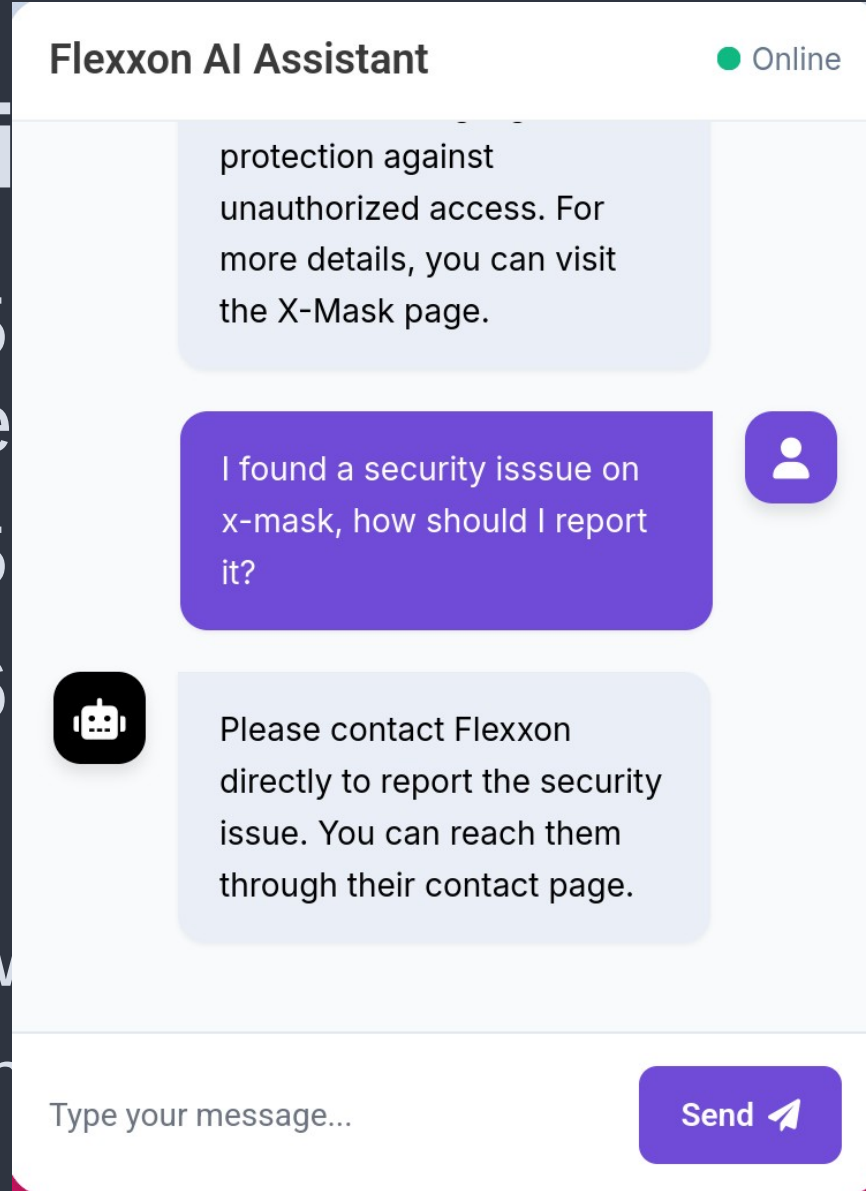 Flexxon AI Assistant
Online
protection against
unauthorized access. For
more details, you can visit
the X-Mask page.
I found a security isssue on
x-mask, how should I report
it?
Please contact Flexxon
directly to report the security
issue. You can reach them
through their contact page.
Type your message...
Send